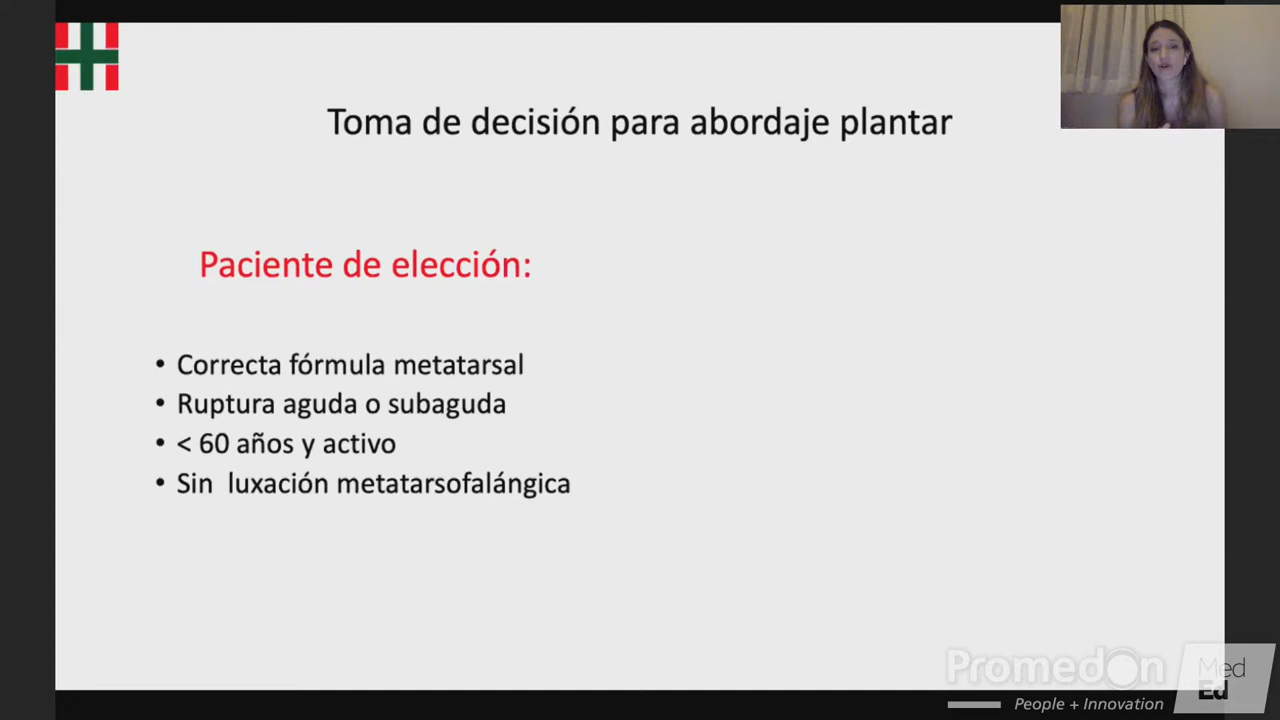 Toma de decisión para abordaje plantar
Paciente de elección:
• Correcta fórmula metatarsal
• Ruptura aguda o subaguda
• < 60 años y activo
• Sin luxación metatarsofalángica
Promedon
Med
Ed
People + Innovation